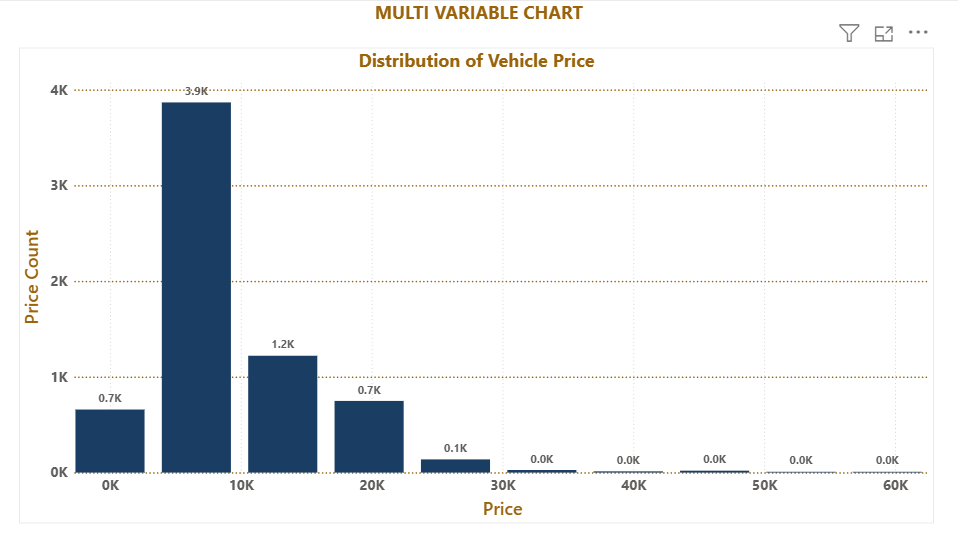 MULTI VARIABLE CHART
Distribution of Vehicle Price
4K
3.9K
3K
2K
1.2K
1K
0.7K
0.7K
0.1K
0.0K
0.0K
0.0K
0.0K
0.0K
0K
0K 10K 20K 30K 40K 50K 60K
Price Count
Price